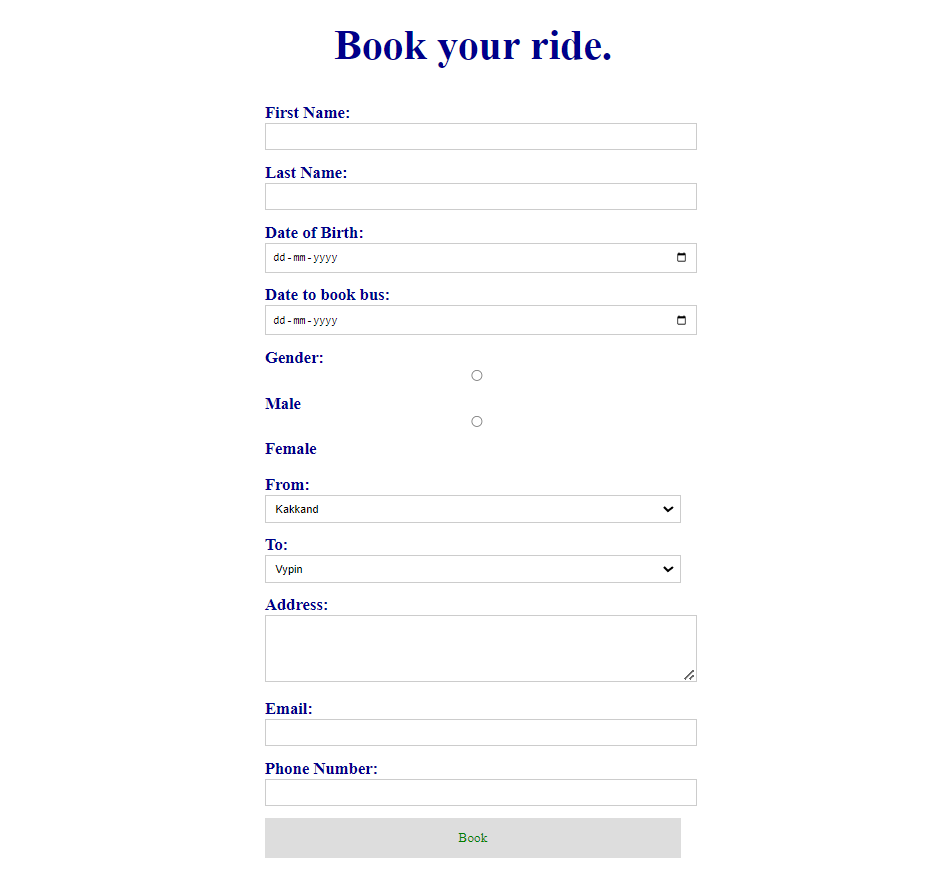 Book your ride.
First Name:
Last Name:
Date of Birth:
dd-mm-yyyy
Date to book bus:
dd-mm-yyyy
Gender:
Male
Female
From:
Kakkand
To:
Vypin
Address:
Email:
Phone Number:
Book